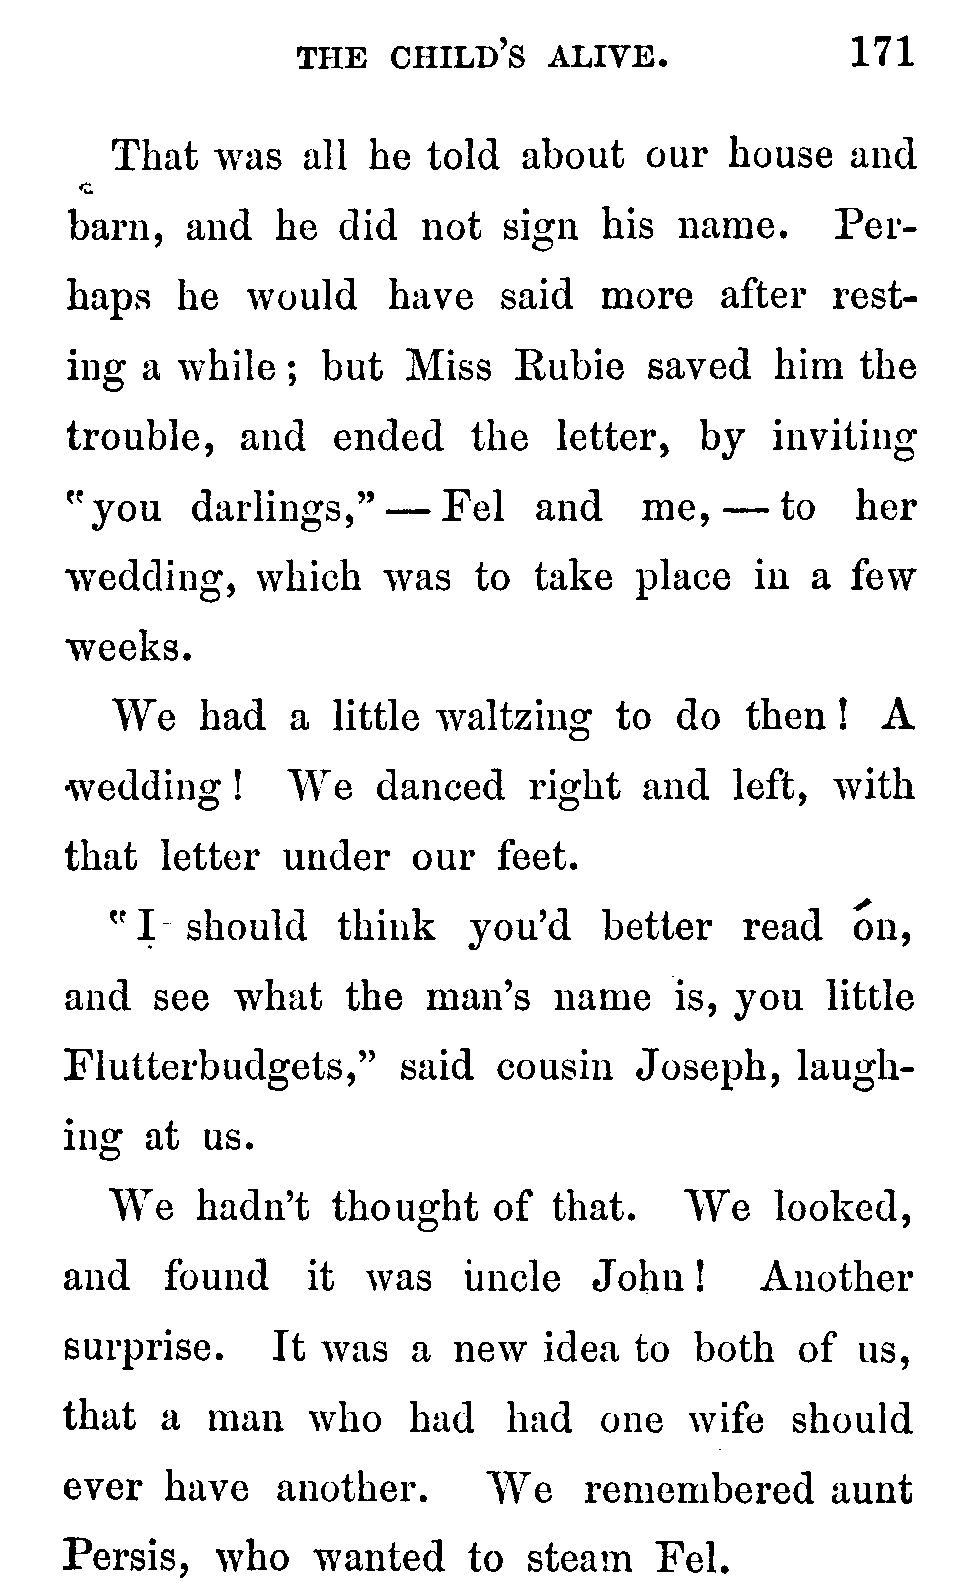 THE CHILD'S ALIVE. 171
That was all he told about our house and
barn, and he did not sign his name. Per-
haps he would have said more after rest-
ing a while; but Miss Rubie saved him the
trouble, and ended the letter, by inviting
"you darlings,"—Fel and me,—to her
wedding, which was to take place in a few
weeks.
We had a little waltzing to do then! A
wedding! We danced right and left, with
that letter under our feet.
"I should think you'd better read on,
and see what the man's name is, you little
Flutterbudgets," said cousin Joseph, laugh-
ing at us.
We hadn't thought of that. We looked,
and found it was uncle John! Another
surprise. It was a new idea to both of us,
that a man who had had one wife should
ever have another. We remembered aunt
Persis, who wanted to steam Fel.